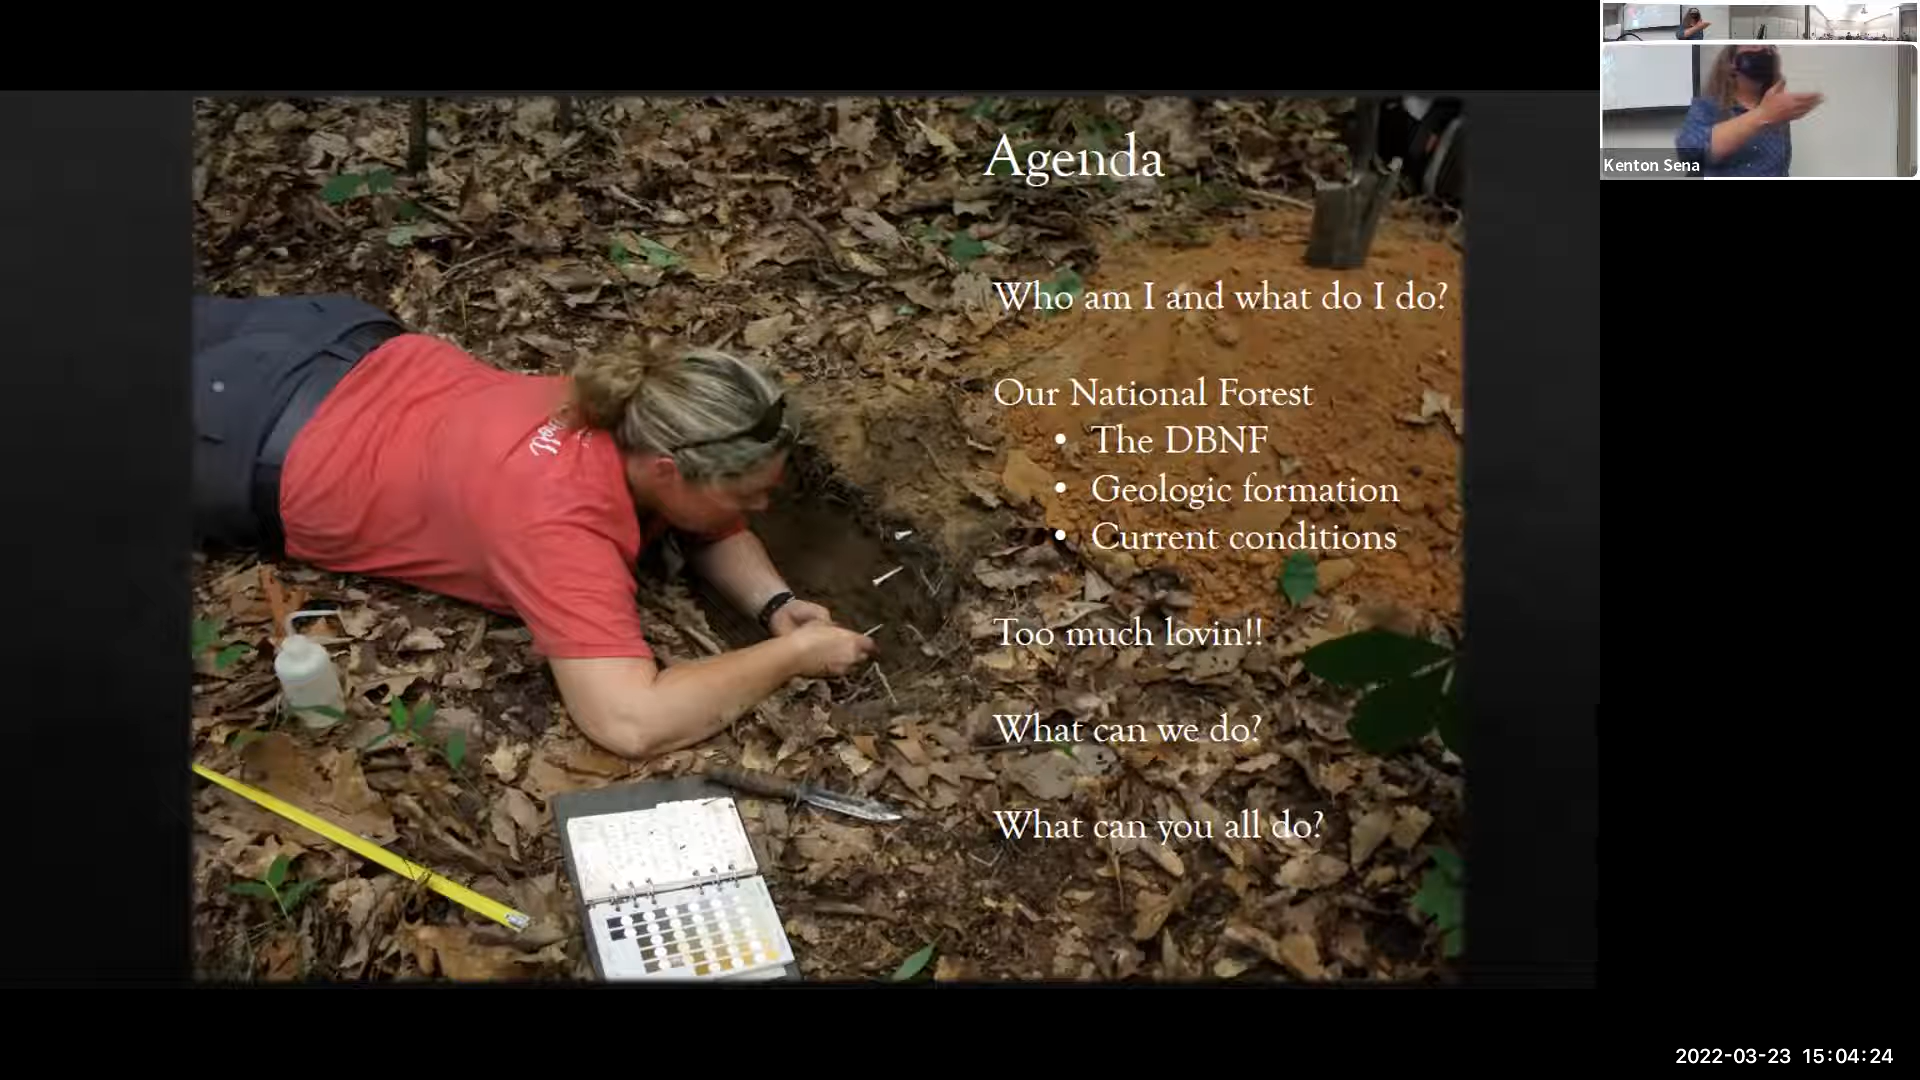 Agenda
Who am I and what do I do?
Our National Forest
• The DBNF
• Geologic formation
• Current conditions
Too much lovin!!
What can we do?
What can you all do?
Kenton Sena
2022-03-23 15:04:24